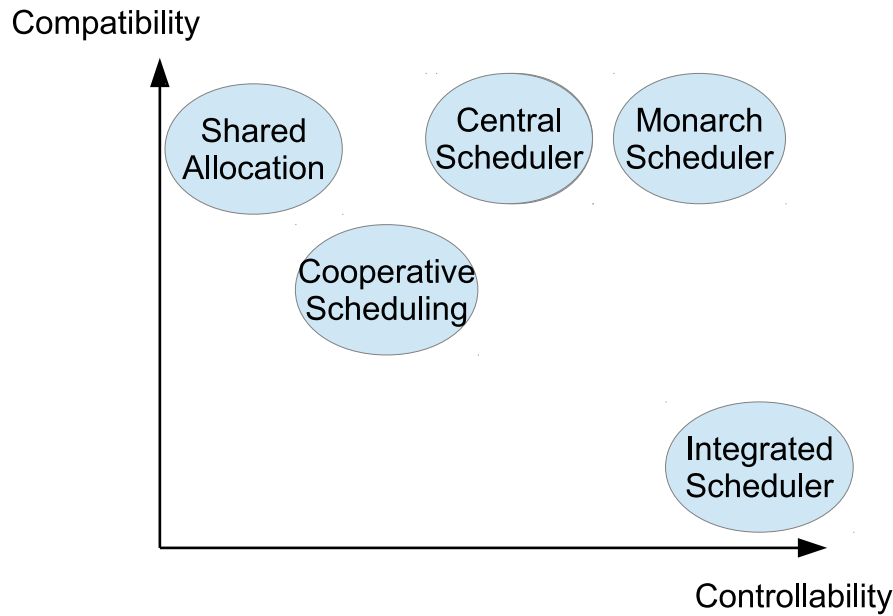 Compatibility
Shared
Allocation
Central
Scheduler
Monarch
Scheduler
Cooperative
Scheduling
Integrated
Scheduler
Controllability